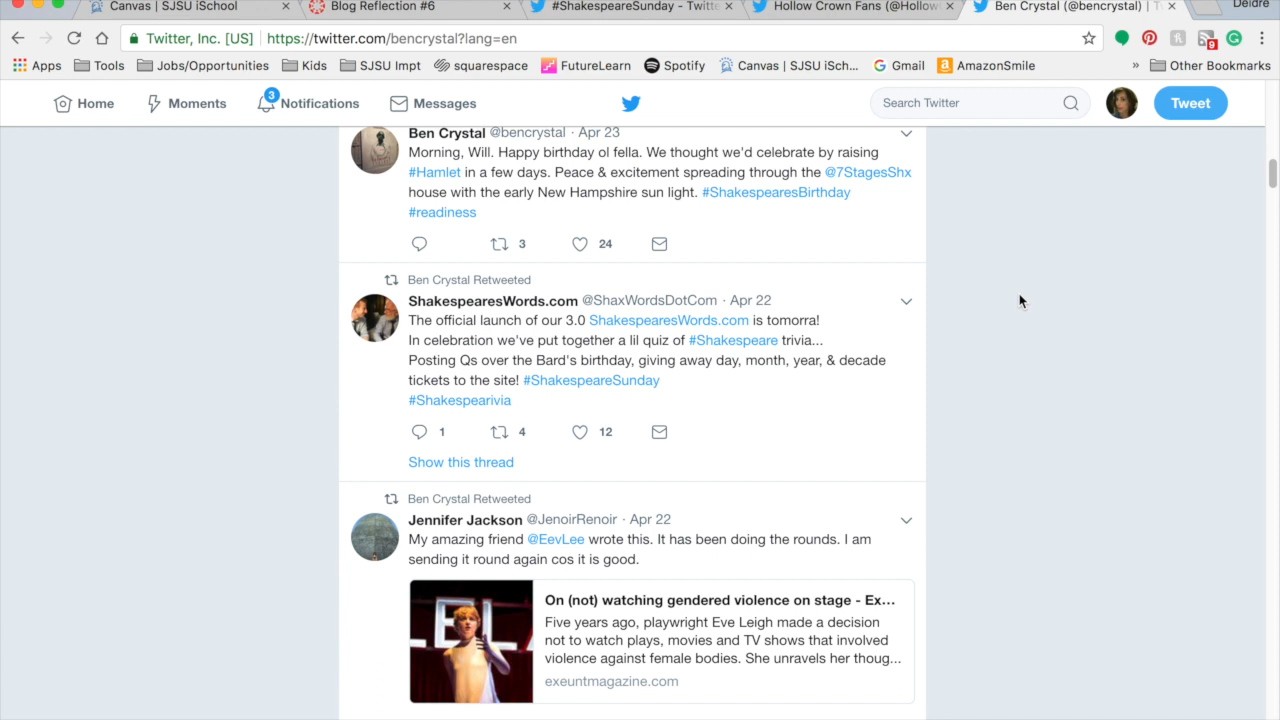 Canvas | SJSU iSchool
Blog Reflection #6
#ShakespeareSunday - Twitte
Hollow Crown Fans (@Hollow
Ben Crystal (@bencrystal) | T
Deidre
Twitter, Inc. [US] https://twitter.com/bencrystal?lang=en
9
Apps Tools Jobs/Opportunities Kids SJSU Impt squarespace FutureLearn Spotify Canvas | SJSU iSch... Gmail AmazonSmile » Other Bookmarks
Home Moments 3 Notifications Messages Search Twitter Tweet
Ben Crystal @bencrystal · Apr 23
Morning, Will. Happy birthday ol fella. We thought we'd celebrate by raising
#Hamlet in a few days. Peace & excitement spreading through the @7StagesShx
house with the early New Hampshire sun light. #ShakespearesBirthday
#readiness
3 24
Ben Crystal Retweeted
ShakespearesWords.com @ShaxWordsDotCom · Apr 22
The official launch of our 3.0 ShakespearesWords.com is tomorra!
In celebration we've put together a lil quiz of #Shakespeare trivia...
Posting Qs over the Bard's birthday, giving away day, month, year, & decade
tickets to the site! #ShakespeareSunday
#Shakespearivia
1 4 12
Show this thread
Ben Crystal Retweeted
Jennifer Jackson @JenoirRenoir · Apr 22
My amazing friend @EevLee wrote this. It has been doing the rounds. I am
sending it round again cos it is good.
On (not) watching gendered violence on stage - Ex...
Five years ago, playwright Eve Leigh made a decision
not to watch plays, movies and TV shows that involved
violence against female bodies. She unravels her thoug...
exeuntmagazine.com